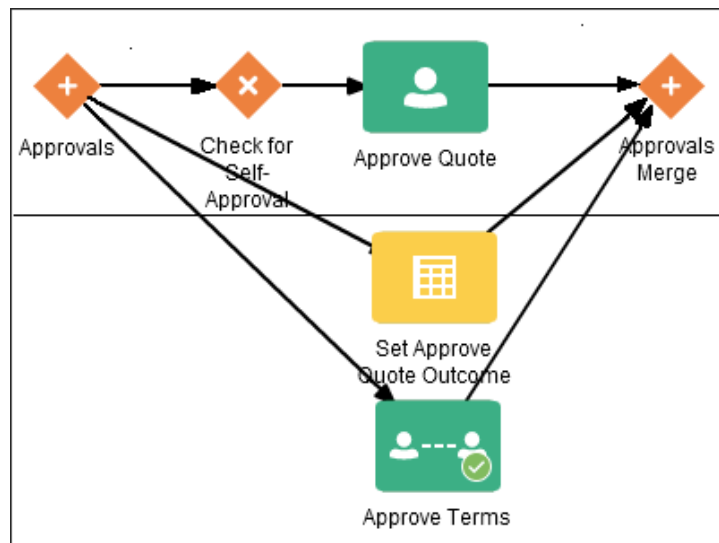 Approvals
Check for
Self-
Approval
Approve Quote
Approvals
Merge
Set Approve
Quote Outcome
Approve Terms